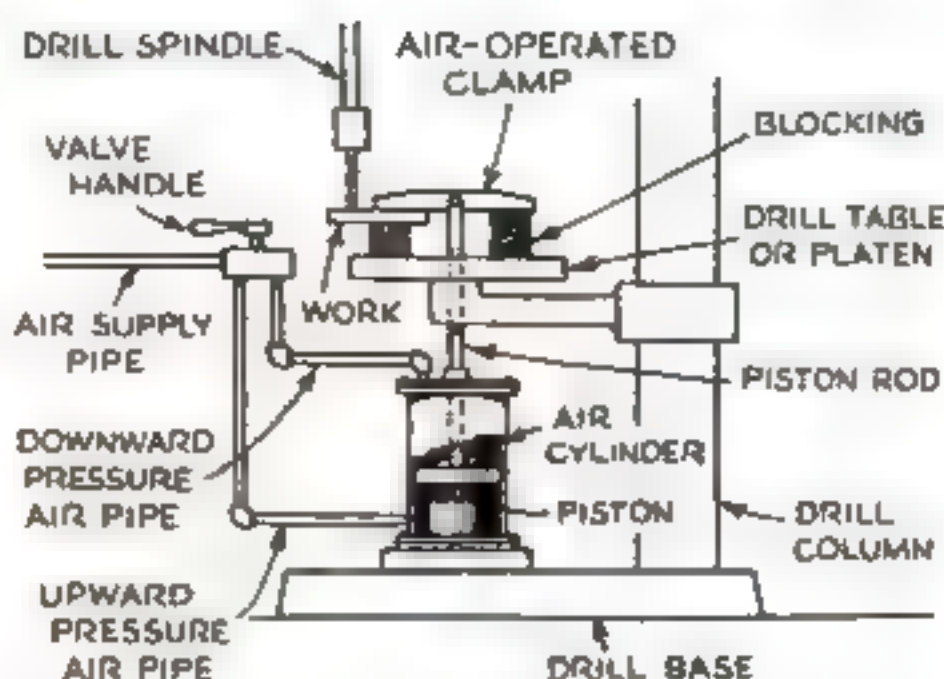 DRILL SPINDLE
AIR-OPERATED
CLAMP
BLOCKING
VALVE
HANDLE
DRILL TABLE
OR PLATEN
WORK
AIR SUPPLY
PIPE
PISTON ROD
AIR
CYLINDER
DOWNWARD
PRESSURE
AIR PIPE
PISTON
DRILL
COLUMN
UPWARD
PRESSURE
AIR PIPE
DRILL BASE